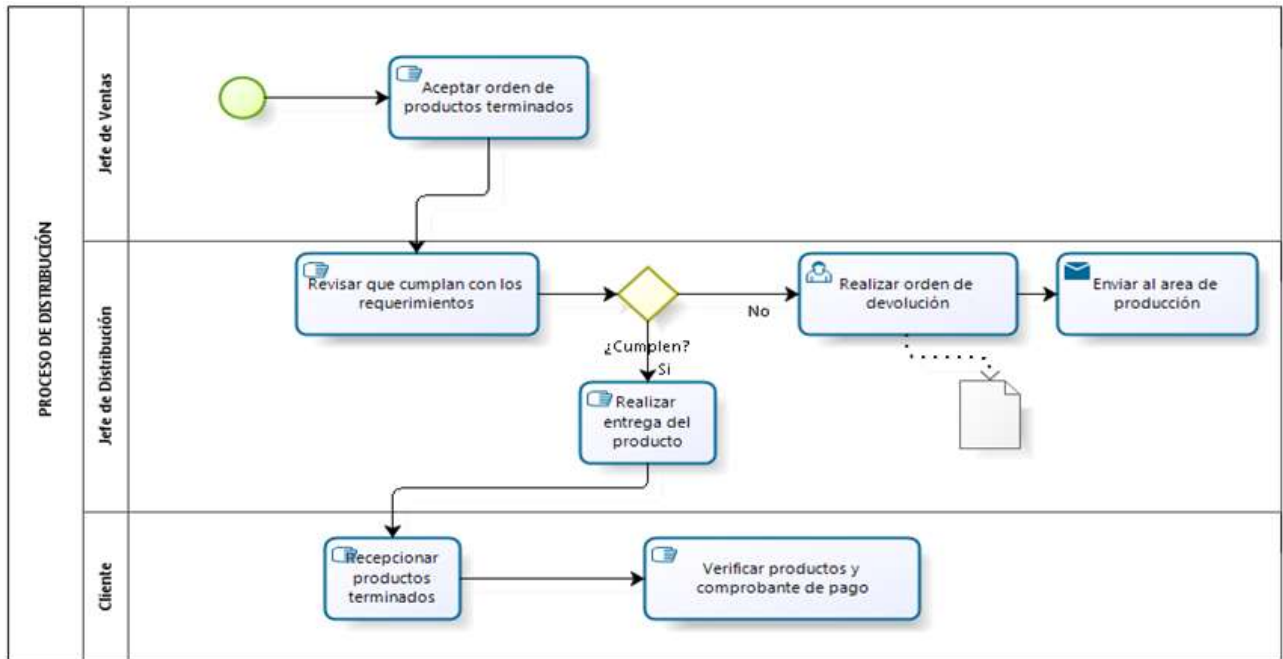 PROCESO DE DISTRIBUCIÓN
Jefe de Ventas
Aceptar orden de
productos terminados
Jefe de Distribución
Revisar que cumplan con los
requerimientos
¿Cumplen?
No
Si
Realizar orden de
devolución
Enviar al area de
producción
Realizar
entrega del
producto
Cliente
Recepcionar
productos
terminados
Verificar productos y
comprobante de pago